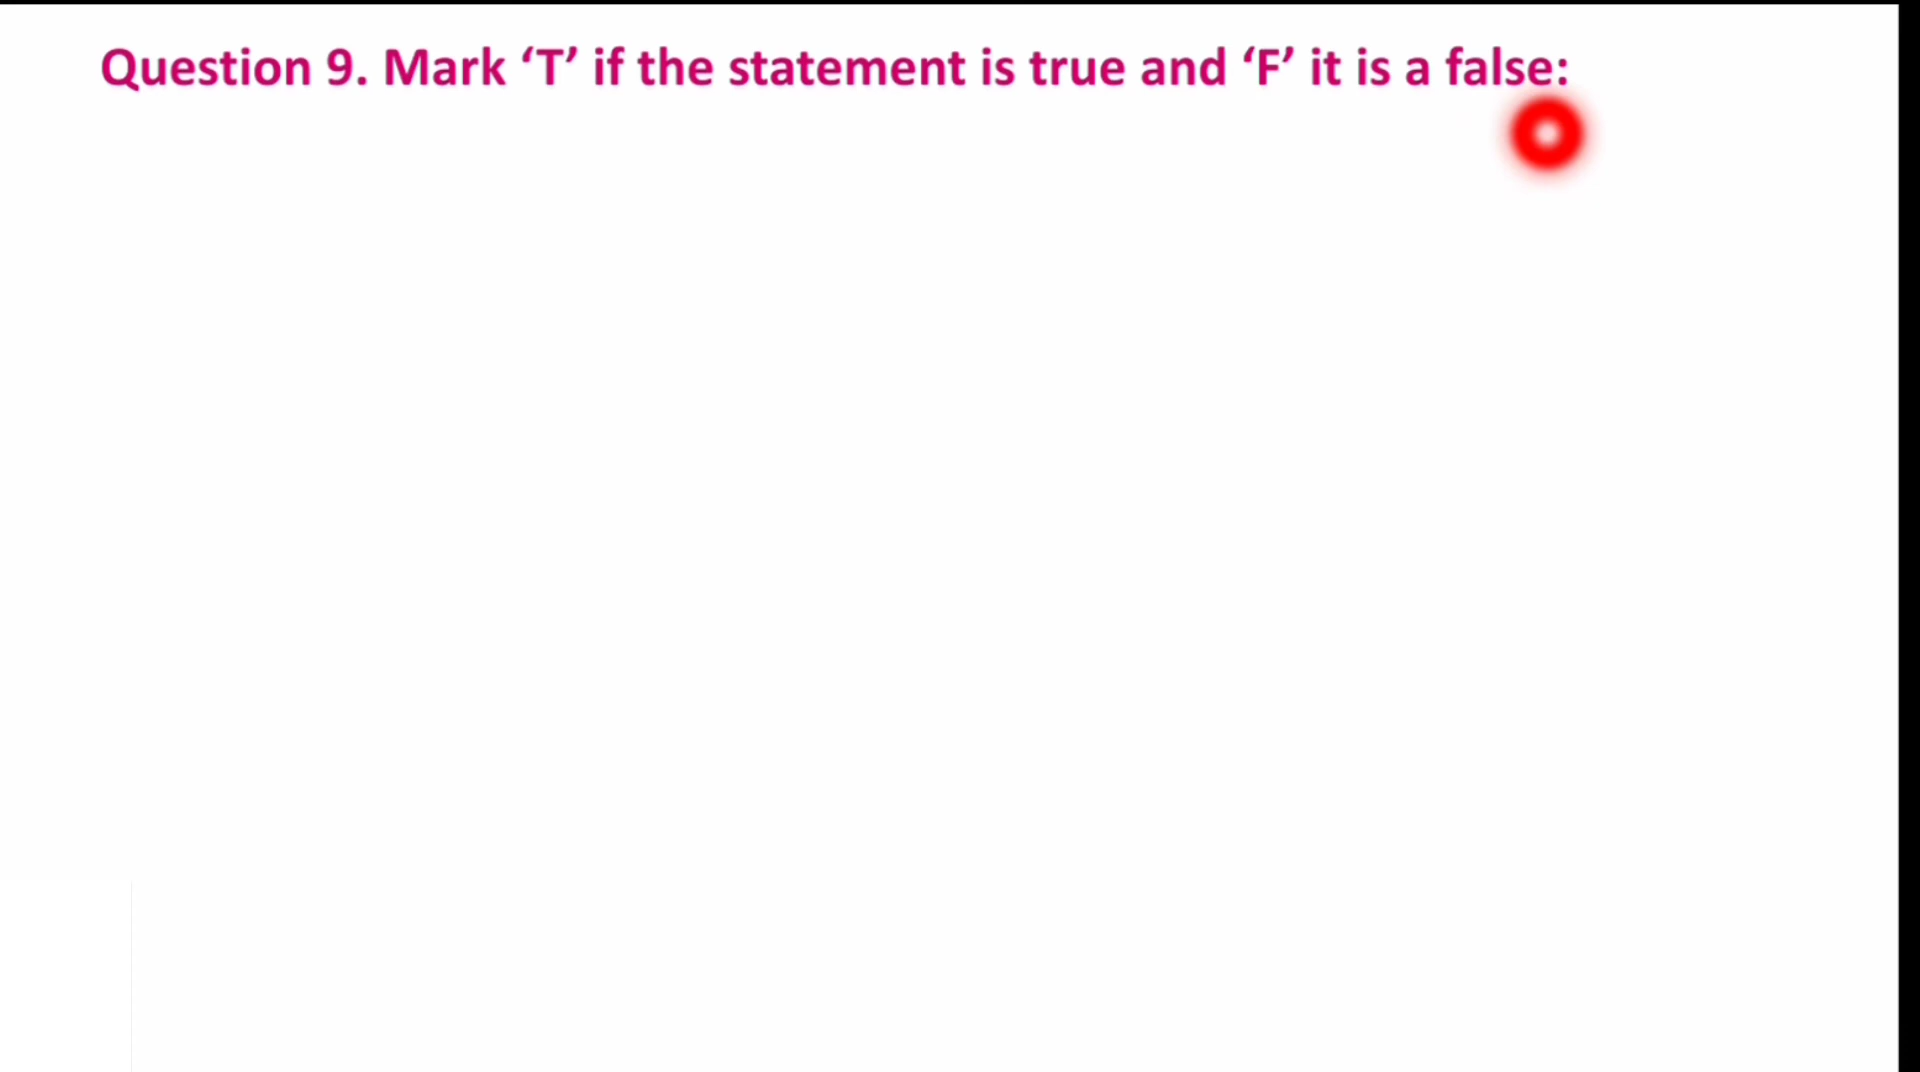 Question 9. Mark ‘T’ if the statement is true and ‘F’ it is a false: